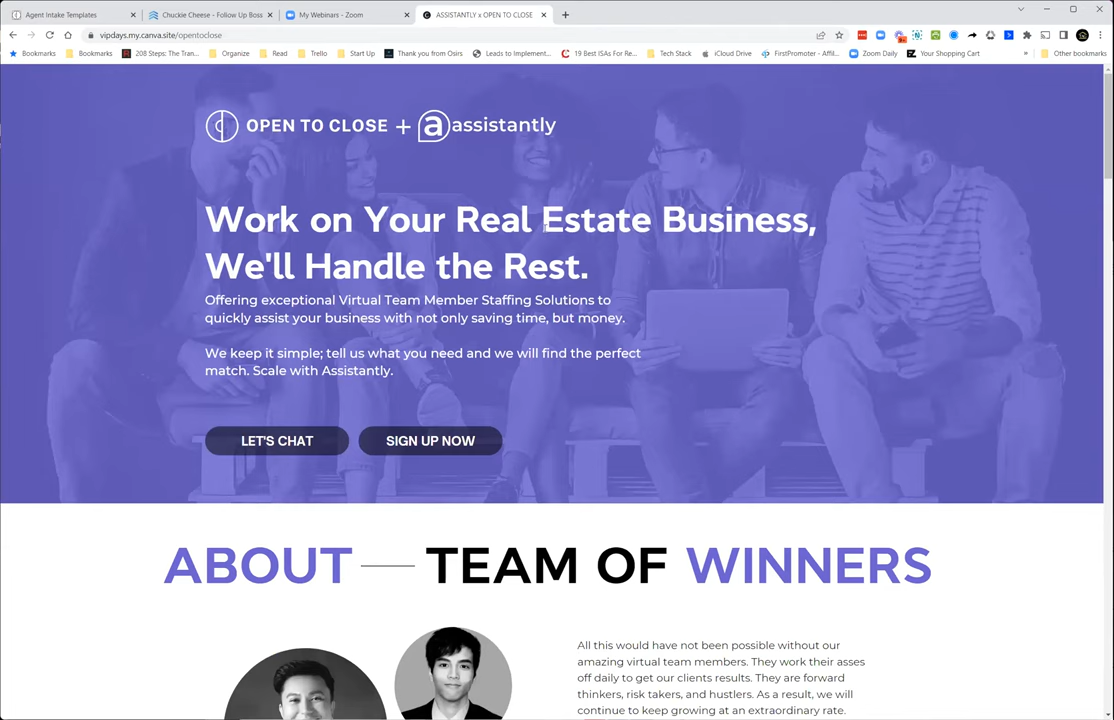 Agent Intake Templates
Chuckie Cheese - Follow Up Boss
My Webinars - Zoom
ASSISTANTLY x OPEN TO CLOSE
vipdays.my.canva.site/opentoclose
Bookmarks
Bookmarks
208 Steps: The Tran...
Organize
Read
Trello
Start Up
Thank you from Osirs
Leads to Implement...
19 Best ISAs For Re...
Tech Stack
iCloud Drive
FirstPromoter - Affil...
Zoom Daily
Your Shopping Cart
»
Other bookmarks
OPEN TO CLOSE + assistantly
Work on Your Real Estate Business,
We'll Handle the Rest.
Offering exceptional Virtual Team Member Staffing Solutions to
quickly assist your business with not only saving time, but money.
We keep it simple; tell us what you need and we will find the perfect
match. Scale with Assistantly.
LET'S CHAT
SIGN UP NOW
ABOUT — TEAM OF WINNERS
All this would have not been possible without our
amazing virtual team members. They work their asses
off daily to get our clients results. They are forward
thinkers, risk takers, and hustlers. As a result, we will
continue to keep growing at an extraordinary rate.